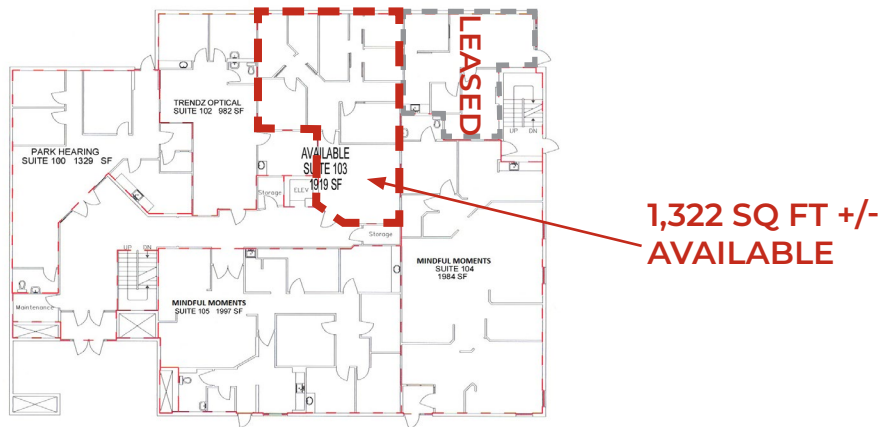 LEASED
TRENDZ OPTICAL
SUITE 102 982 SF
UP DN
PARK HEARING
SUITE 100 1329 SF
AVAILABLE
SUITE 103
1919 SF
Storage
ELEV
1,322 SQ FT +/-
AVAILABLE
Storage
UP DN
MINDFUL MOMENTS
SUITE 104
1984 SF
Maintenance
MINDFUL MOMENTS
SUITE 105 1997 SF